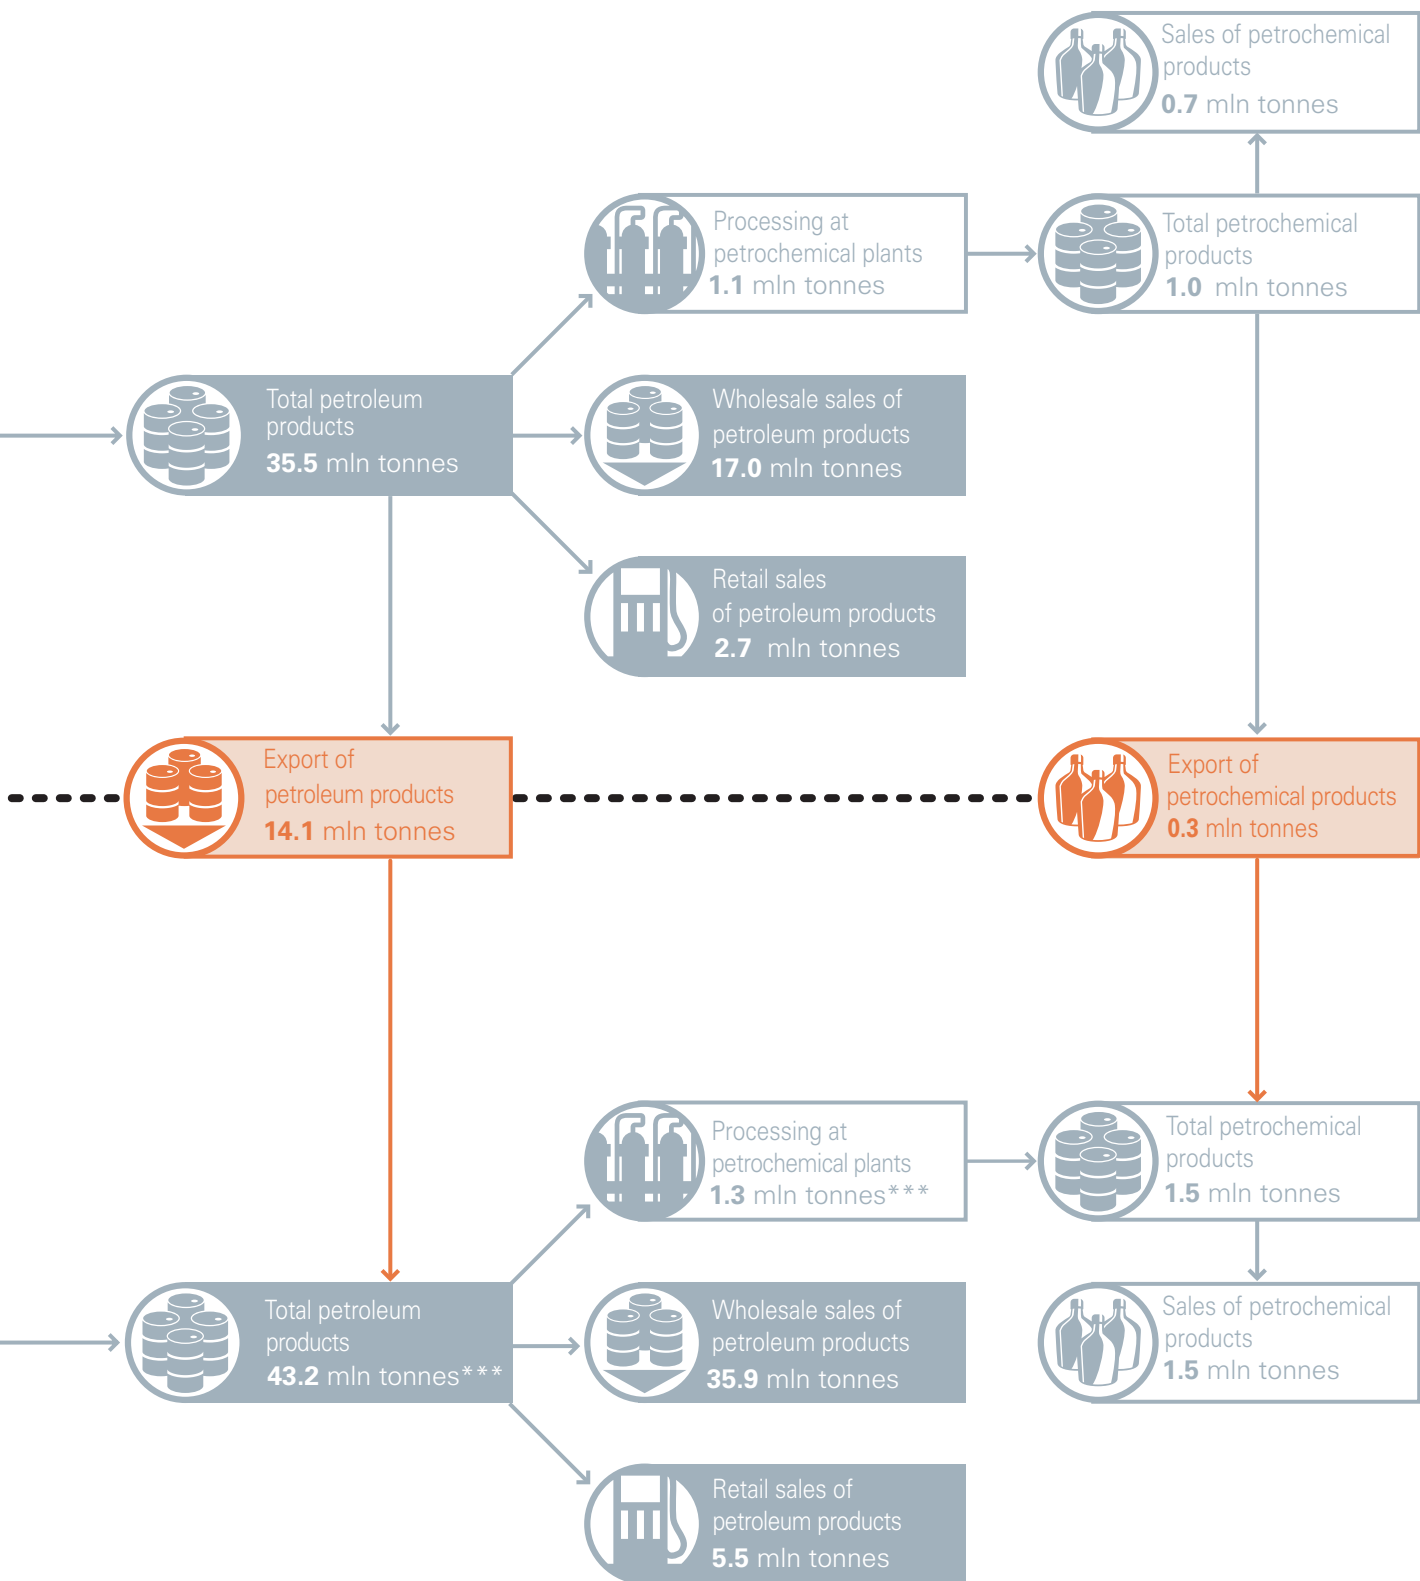 Sales of petrochemical
products
0.7 mln tonnes
Processing at
petrochemical plants
1.1 mln tonnes
Total petrochemical
products
1.0 mln tonnes
Total petroleum
products
35.5 mln tonnes
Wholesale sales of
petroleum products
17.0 mln tonnes
Retail sales
of petroleum products
2.7 mln tonnes
Export of
petroleum products
14.1 mln tonnes
Export of
petrochemical products
0.3 mln tonnes
Processing at
petrochemical plants
1.3 mln tonnes***
Total petrochemical
products
1.5 mln tonnes
Total petroleum
products
43.2 mln tonnes***
Wholesale sales of
petroleum products
35.9 mln tonnes
Sales of petrochemical
products
1.5 mln tonnes
Retail sales of
petroleum products
5.5 mln tonnes